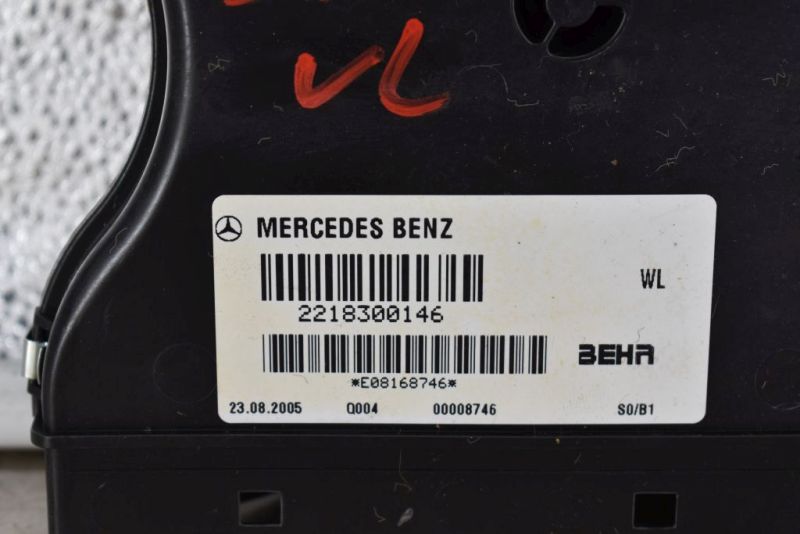 VL
MERCEDES BENZ
WL
2218300146
BEHR
*E08168746*
23.08.2005 Q004 00008746 S0/B1